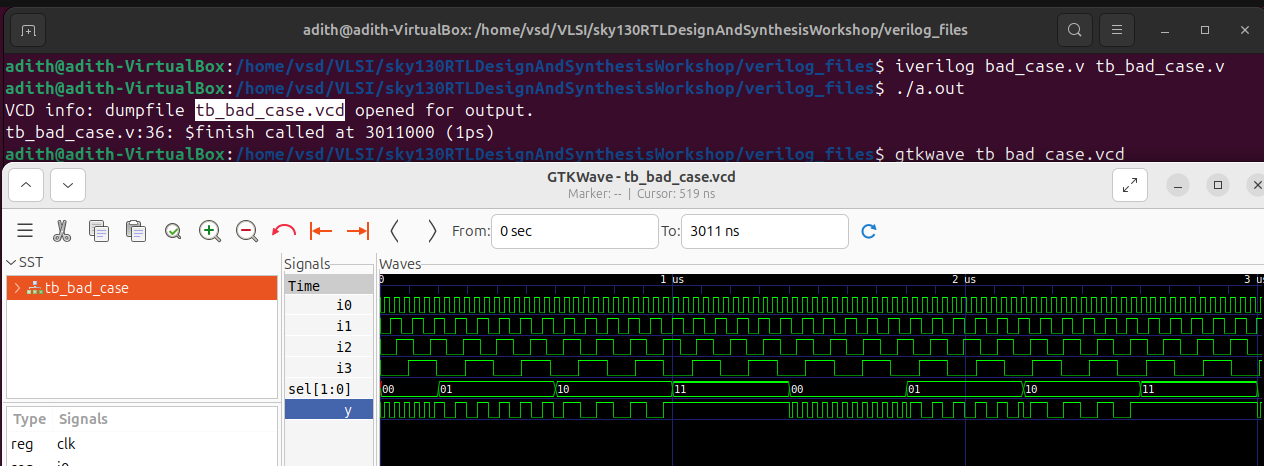 adith@adith-VirtualBox: /home/vsd/VLSI/sky130RTLDesignAndSynthesisWorkshop/verilog_files
adith@adith-VirtualBox:/home/vsd/VLSI/sky130RTLDesignAndSynthesisWorkshop/verilog_files$ iverilog bad_case.v tb_bad_case.v
adith@adith-VirtualBox:/home/vsd/VLSI/sky130RTLDesignAndSynthesisWorkshop/verilog_files$ ./a.out
VCD info: dumpfile tb_bad_case.vcd opened for output.
tb_bad_case.v:36: $finish called at 3011000 (1ps)
adith@adith-VirtualBox:/home/vsd/VLSI/sky130RTLDesignAndSynthesisWorkshop/verilog_files$ gtkwave tb_bad_case.vcd
GTKWave - tb_bad_case.vcd
Marker: -- | Cursor: 519 ns
From: 0 sec To: 3011 ns
SST Signals Waves
tb_bad_case Time 0 1 us 2 us 3 us
i0
i1
i2
i3
sel[1:0] 00 01 10 11 00 01 10 11
y
Type Signals
reg clk
reg i0